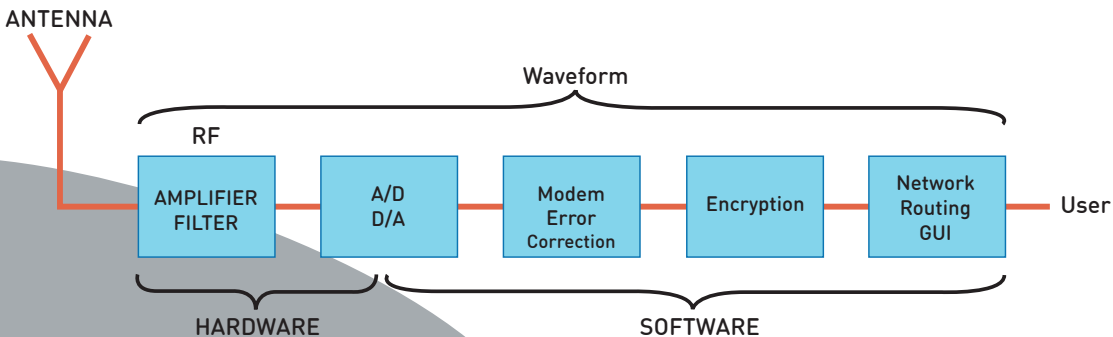 ANTENNA
Waveform
RF
AMPLIFIER
FILTER
A/D
D/A
Modem
Error
Correction
Encryption
Network
Routing
GUI
User
HARDWARE
SOFTWARE